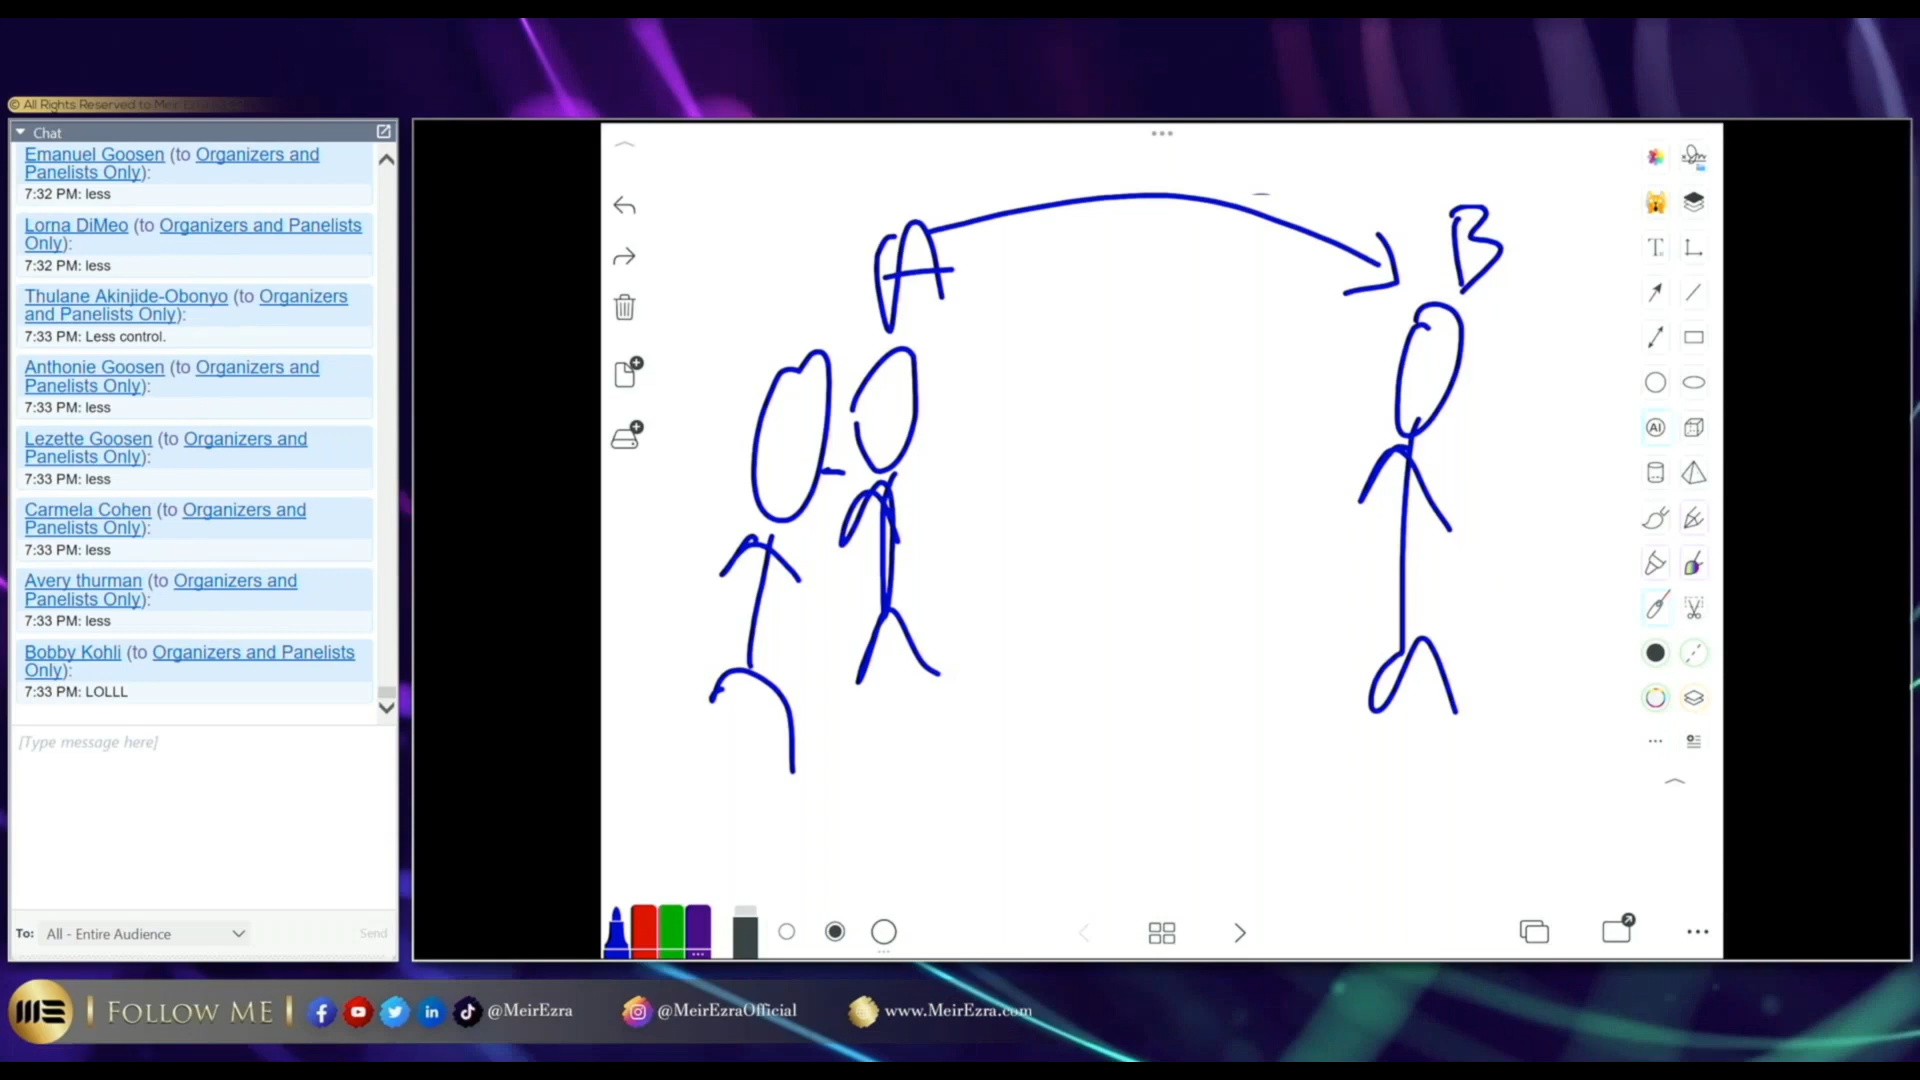 © All Rights Reserved to Meir Ezra
Chat
Emanuel Goosen (to Organizers and
Panelists Only):
7:32 PM: less
Lorna DiMeo (to Organizers and Panelists
Only):
7:32 PM: less
Thulane Akinjide-Obonyo (to Organizers
and Panelists Only):
7:33 PM: Less control.
Anthonie Goosen (to Organizers and
Panelists Only):
7:33 PM: less
Lezette Goosen (to Organizers and
Panelists Only):
7:33 PM: less
Carmela Cohen (to Organizers and
Panelists Only):
7:33 PM: less
Avery thurman (to Organizers and
Panelists Only):
7:33 PM: less
Bobby Kohli (to Organizers and Panelists
Only):
7:33 PM: LOLLL
[Type message here]
To: All - Entire Audience
Send
A
B
AI
ME
FOLLOW ME
@MeirEzra
@MeirEzraOfficial
www.MeirEzra.com